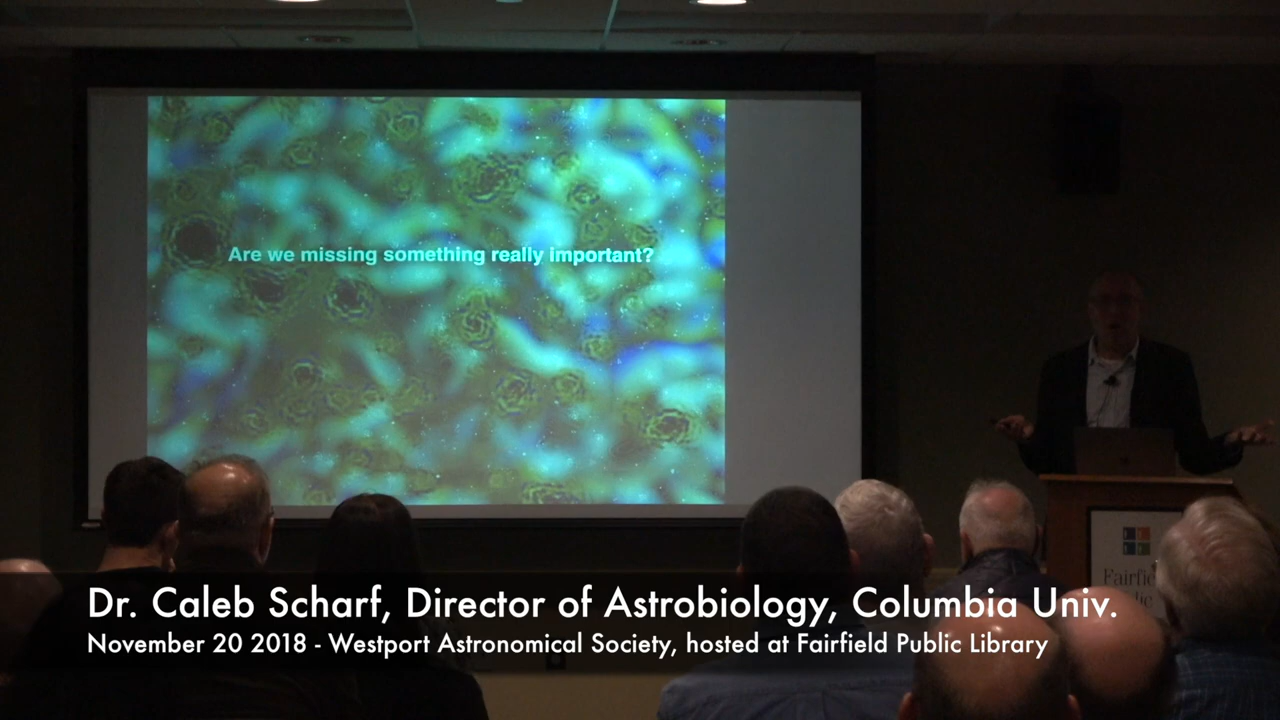 Are we missing something really important?
Dr. Caleb Scharf, Director of Astrobiology, Columbia Univ.
November 20 2018 - Westport Astronomical Society, hosted at Fairfield Public Library